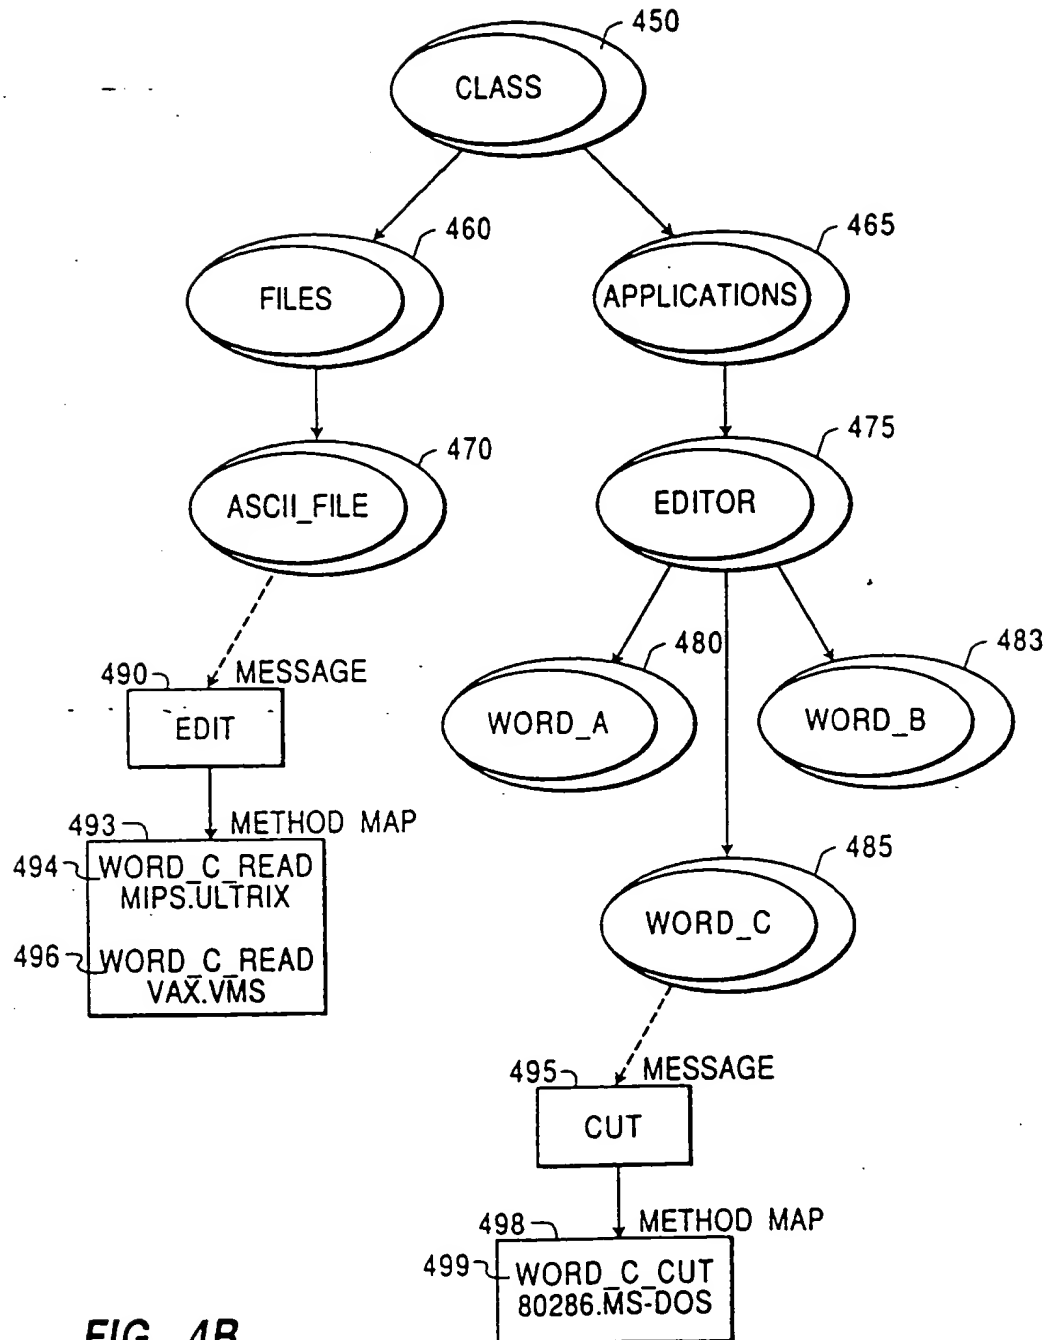 450
CLASS
460
465
FILES
APPLICATIONS
470
475
ASCII_FILE
EDITOR
480
483
490
MESSAGE
EDIT
WORD_A
WORD_B
493
METHOD MAP
494
WORD_C_READ
MIPS.ULTRIX
496
WORD_C_READ
VAX.VMS
485
WORD_C
495
MESSAGE
CUT
498
METHOD MAP
499
WORD_C_CUT
80286.MS-DOS
FIG. 4B